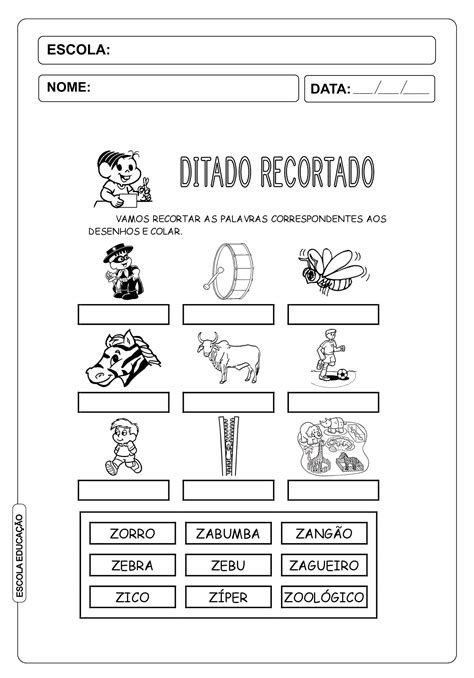 ESCOLA:
NOME:
DATA: ___/___/___
DITADO RECORTADO
VAMOS RECORTAR AS PALAVRAS CORRESPONDENTES AOS
DESENHOS E COLAR.
ZORRO ZABUMBA ZANGÃO
ZEBRA ZEBU ZAGUEIRO
ZICO ZÍPER ZOOLÓGICO
ESCOLA EDUCAÇÃO